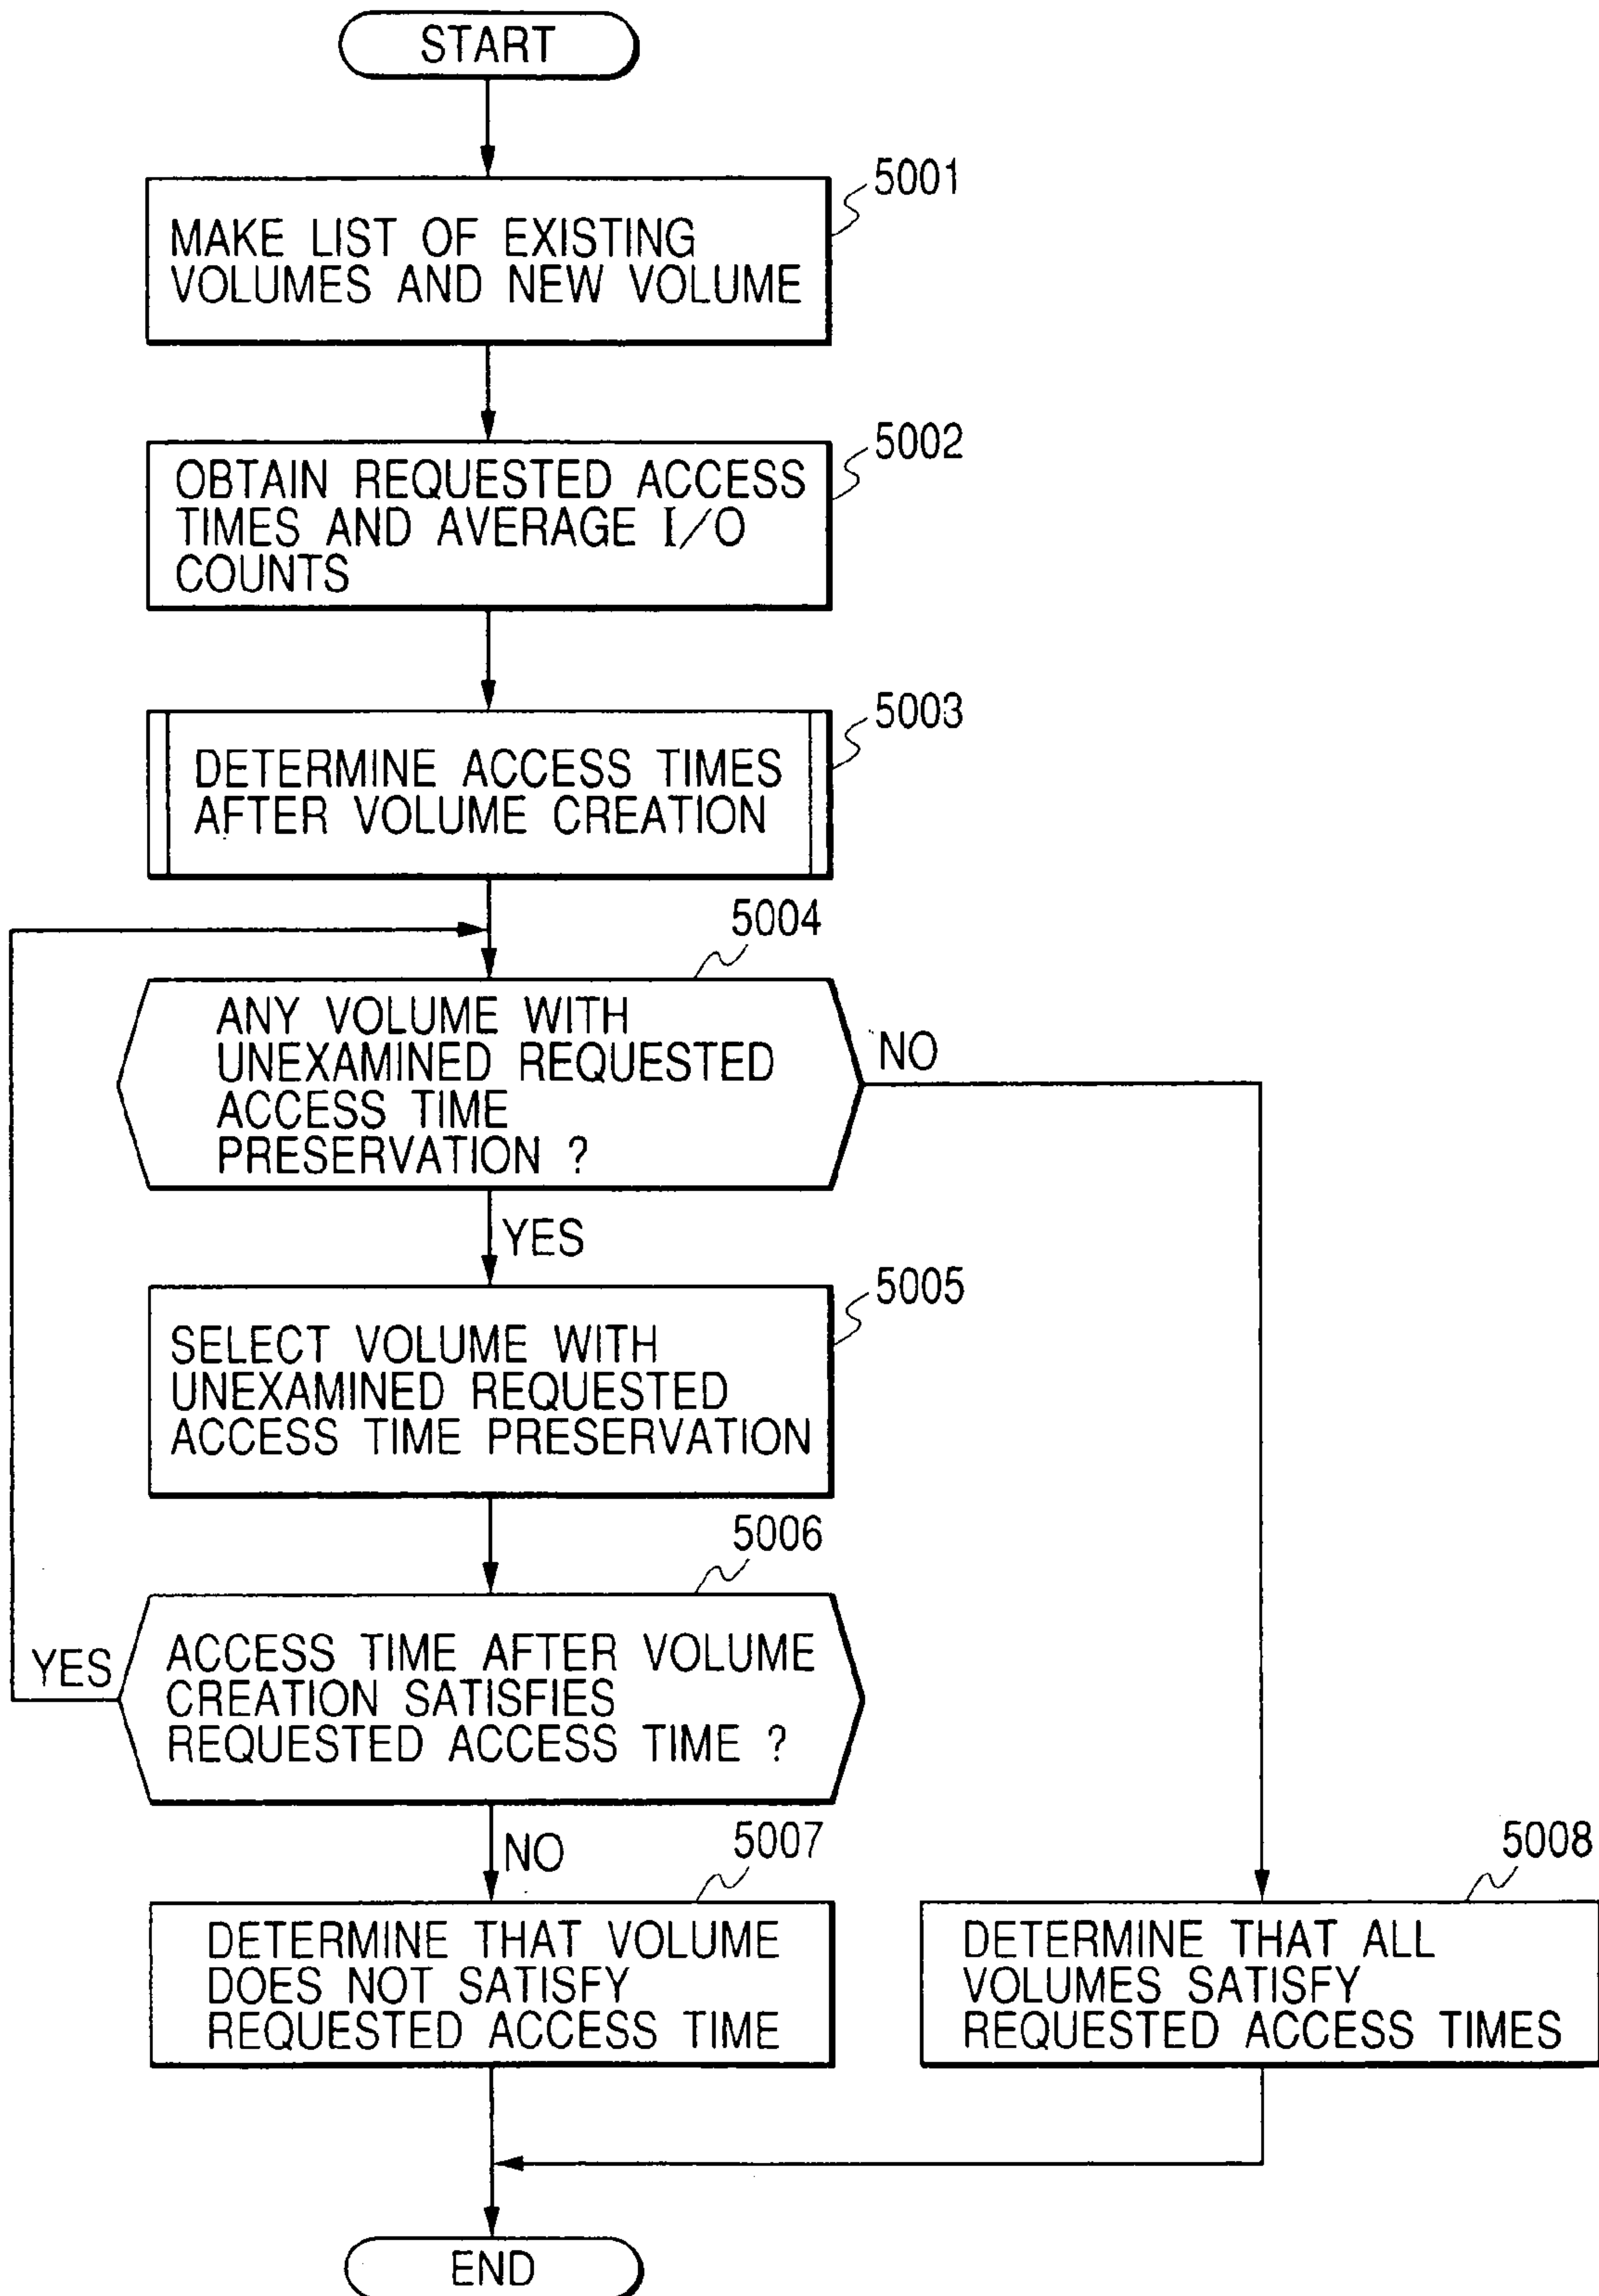 START
5001
MAKE LIST OF EXISTING
VOLUMES AND NEW VOLUME
5002
OBTAIN REQUESTED ACCESS
TIMES AND AVERAGE I/O
COUNTS
5003
DETERMINE ACCESS TIMES
AFTER VOLUME CREATION
5004
ANY VOLUME WITH
UNEXAMINED REQUESTED
ACCESS TIME
PRESERVATION ?
NO
YES
5005
SELECT VOLUME WITH
UNEXAMINED REQUESTED
ACCESS TIME PRESERVATION
5006
YES
ACCESS TIME AFTER VOLUME
CREATION SATISFIES
REQUESTED ACCESS TIME ?
NO
5007
DETERMINE THAT VOLUME
DOES NOT SATISFY
REQUESTED ACCESS TIME
5008
DETERMINE THAT ALL
VOLUMES SATISFY
REQUESTED ACCESS TIMES
END